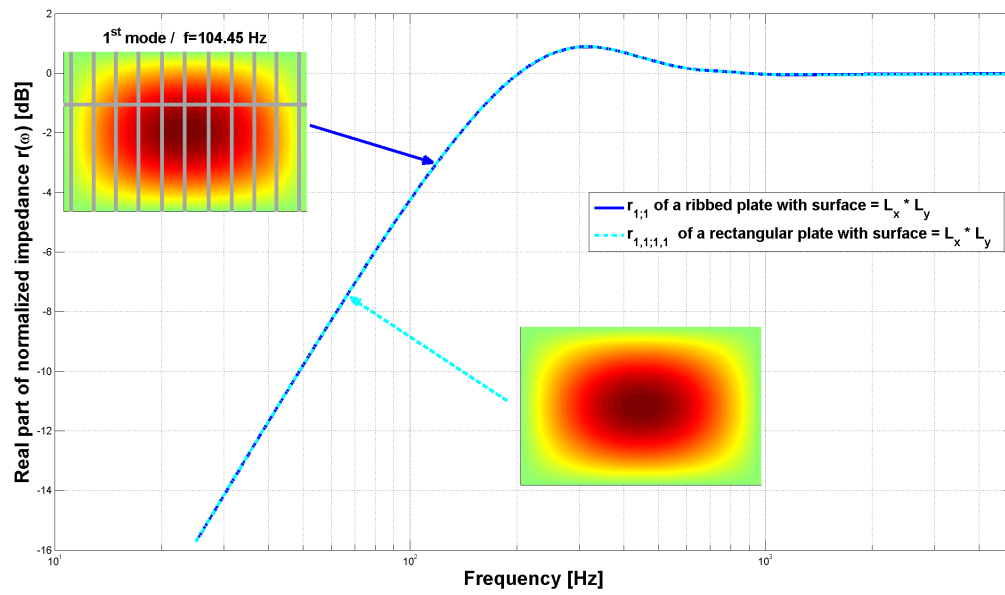 1st mode / f=104.45 Hz
2
0
-2
-4
-6
-8
-10
-12
-14
-16
Real part of normalized impedance r(ω) [dB]
r1;1 of a ribbed plate with surface = Lx * Ly
r1,1;1,1 of a rectangular plate with surface = Lx * Ly
10^1
10^2
10^3
Frequency [Hz]